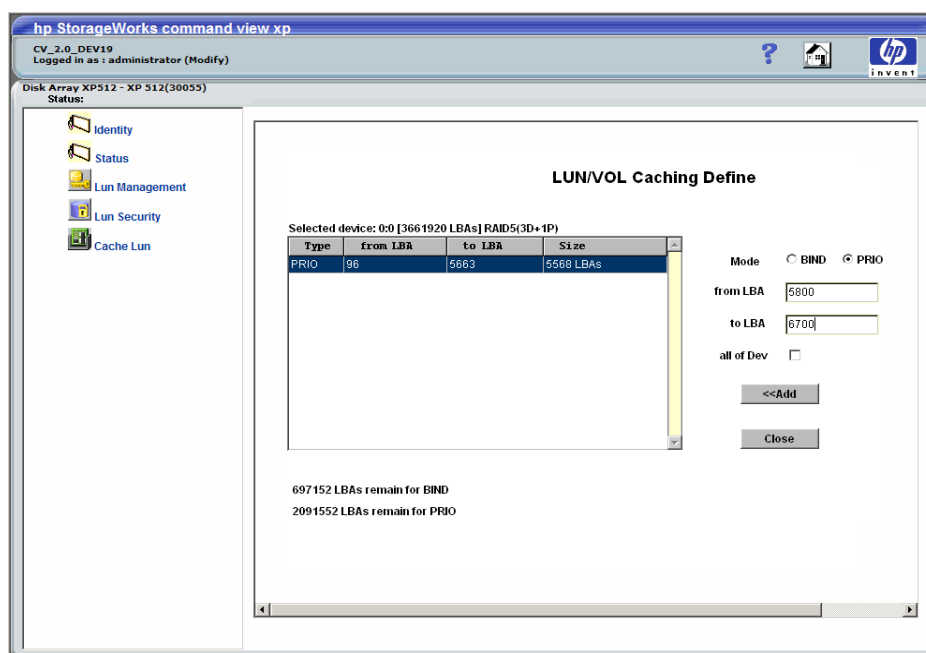 hp StorageWorks command view xp
CV_2.0_DEV19
Logged in as : administrator (Modify)
?
hp
invent
Disk Array XP512 - XP 512(30055)
Status:
Identity
Status
Lun Management
Lun Security
Cache Lun
LUN/VOL Caching Define
Selected device: 0:0 [3661920 LBAs] RAID5(3D+1P)
Type from LBA to LBA Size
PRIO 96 5663 5568 LBAs
Mode BIND PRIO
from LBA 5800
to LBA 6700
all of Dev
<<Add
Close
697152 LBAs remain for BIND
2091552 LBAs remain for PRIO